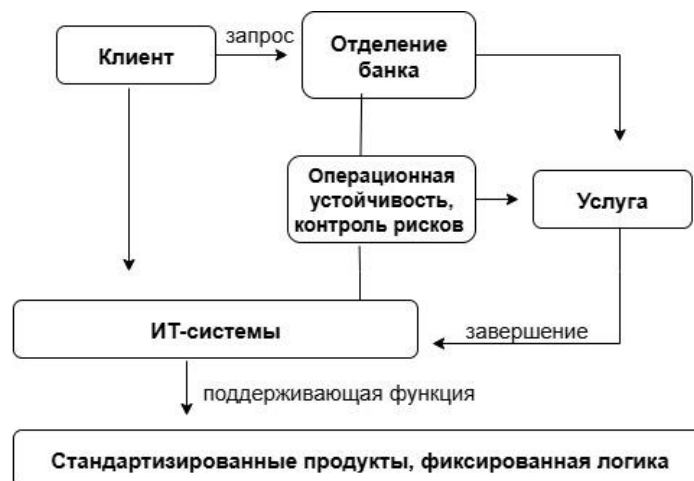 Клиент
запрос
Отделение
банка
Операционная
устойчивость,
контроль рисков
Услуга
ИТ-системы
завершение
поддерживающая функция
Стандартизированные продукты, фиксированная логика